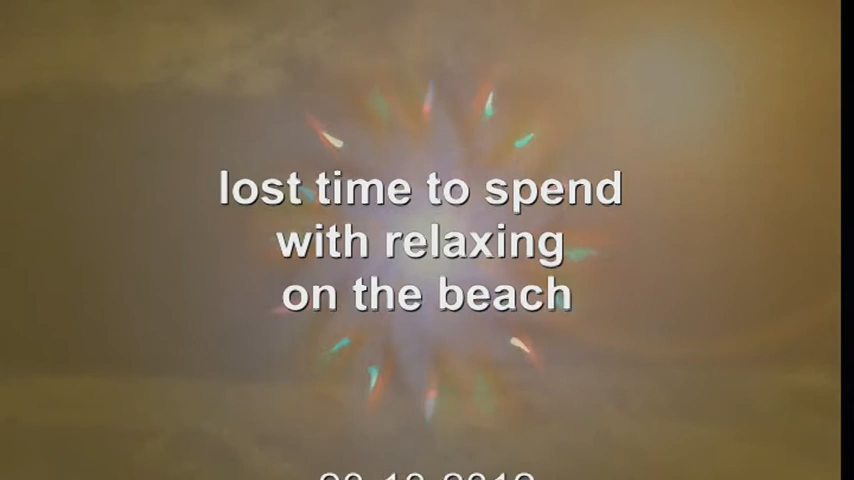 lost time to spend
with relaxing
on the beach